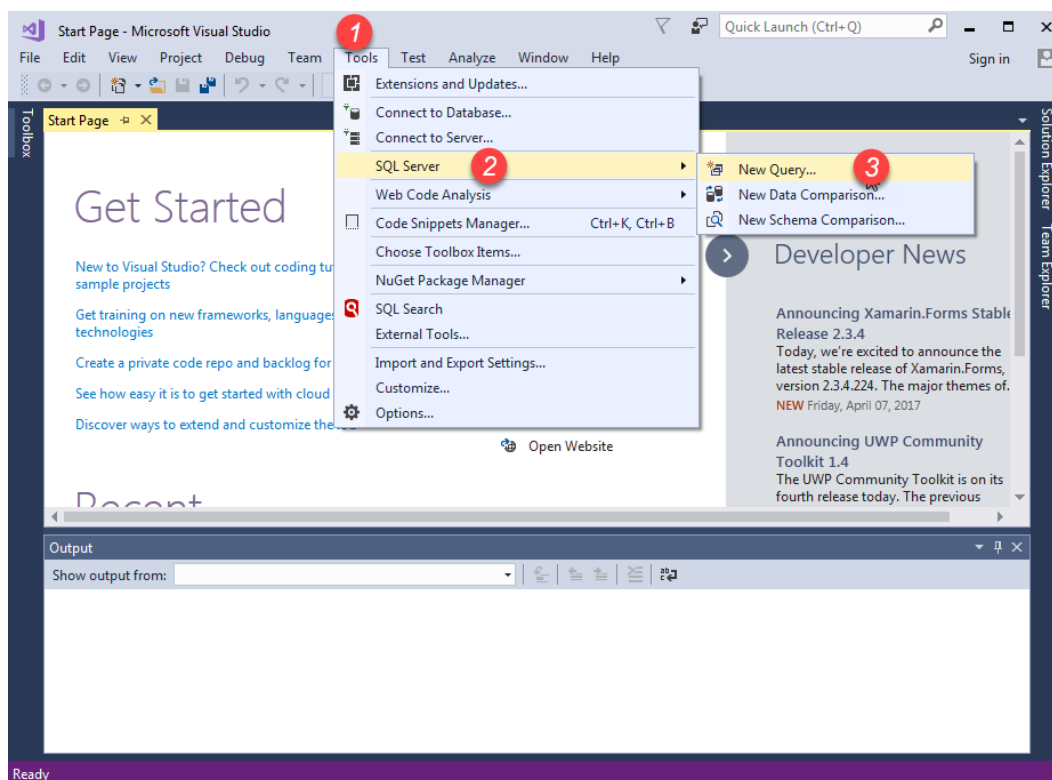 Start Page - Microsoft Visual Studio
1
Quick Launch (Ctrl+Q)
File Edit View Project Debug Team Tools Test Analyze Window Help
Sign in
Toolbox
Start Page
Extensions and Updates...
Connect to Database...
Connect to Server...
SQL Server 2
Web Code Analysis
Code Snippets Manager... Ctrl+K, Ctrl+B
Choose Toolbox Items...
NuGet Package Manager
SQL Search
External Tools...
Import and Export Settings...
Customize...
Options...
New Query... 3
New Data Comparison...
New Schema Comparison...
Get Started
New to Visual Studio? Check out coding tu
sample projects
Get training on new frameworks, languages
technologies
Create a private code repo and backlog for
See how easy it is to get started with cloud
Discover ways to extend and customize the
Open Website
Recent
Developer News
Announcing Xamarin.Forms Stable
Release 2.3.4
Today, we're excited to announce the
latest stable release of Xamarin.Forms,
version 2.3.4.224. The major themes of.
NEW Friday, April 07, 2017
Announcing UWP Community
Toolkit 1.4
The UWP Community Toolkit is on its
fourth release today. The previous
Solution Explorer
Team Explorer
Output
Show output from:
Ready